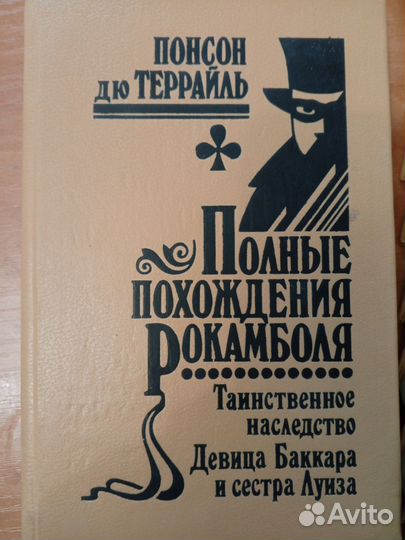 ПОНСОН
дю ТЕРРАЙЛЬ
ПОЛНЫЕ
ПОХОЖДЕНИЯ
РОКАМБОЛЯ
Таинственное
наследство
Девица Баккара
и сестра Луиза
Avito